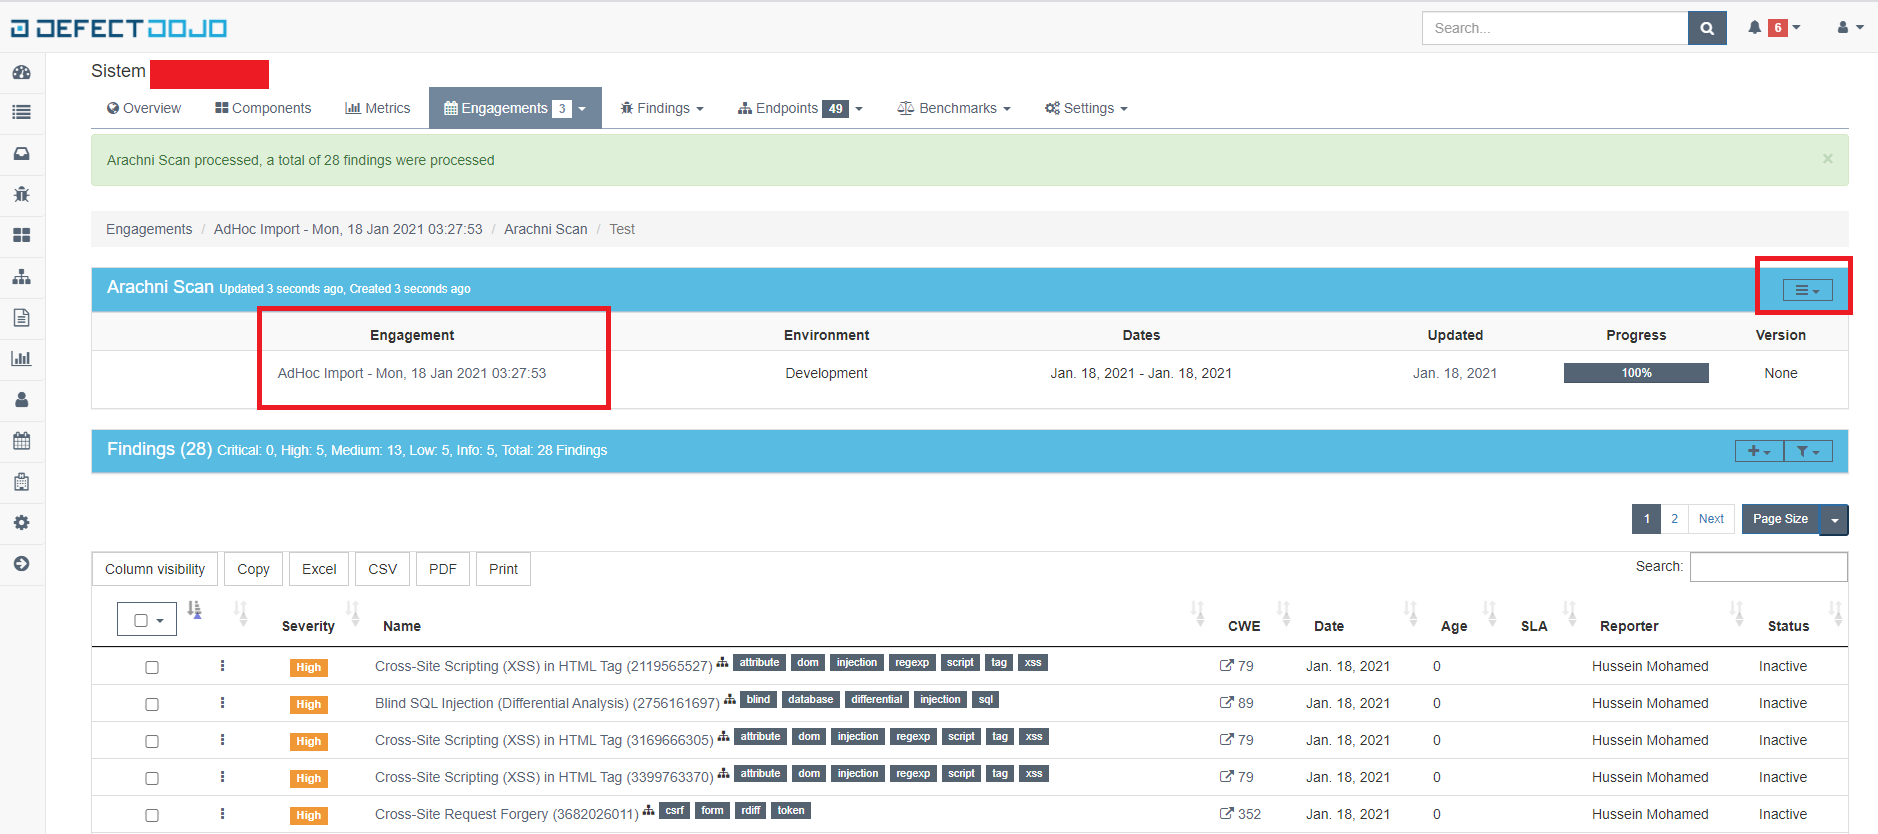 DEFECTDOJO
Search...
6
Sistem
Overview
Components
Metrics
Engagements 3
Findings
Endpoints 49
Benchmarks
Settings
Arachni Scan processed, a total of 28 findings were processed
×
Engagements / AdHoc Import - Mon, 18 Jan 2021 03:27:53 / Arachni Scan / Test
Arachni Scan Updated 3 seconds ago, Created 3 seconds ago
Engagement Environment Dates Updated Progress Version
AdHoc Import - Mon, 18 Jan 2021 03:27:53 Development Jan. 18, 2021 - Jan. 18, 2021 Jan. 18, 2021 100% None
Findings (28) Critical: 0, High: 5, Medium: 13, Low: 5, Info: 5, Total: 28 Findings
1 2 Next Page Size
Column visibility Copy Excel CSV PDF Print Search:
Severity Name CWE Date Age SLA Reporter Status
High Cross-Site Scripting (XSS) in HTML Tag (2119565527) attribute dom injection regexp script tag xss 79 Jan. 18, 2021 0 Hussein Mohamed Inactive
High Blind SQL Injection (Differential Analysis) (2756161697) blind database differential injection sql 89 Jan. 18, 2021 0 Hussein Mohamed Inactive
High Cross-Site Scripting (XSS) in HTML Tag (3169666305) attribute dom injection regexp script tag xss 79 Jan. 18, 2021 0 Hussein Mohamed Inactive
High Cross-Site Scripting (XSS) in HTML Tag (3399763370) attribute dom injection regexp script tag xss 79 Jan. 18, 2021 0 Hussein Mohamed Inactive
High Cross-Site Request Forgery (3682026011) csrf form rdiff token 352 Jan. 18, 2021 0 Hussein Mohamed Inactive